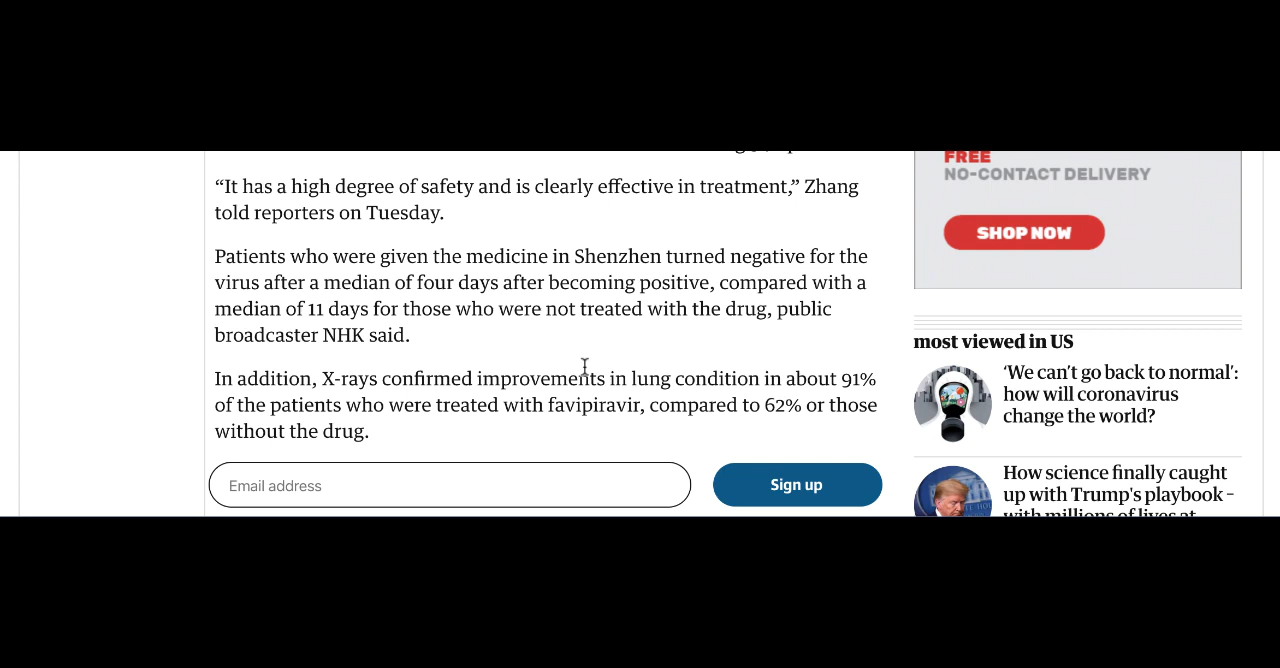 “It has a high degree of safety and is clearly effective in treatment,” Zhang
told reporters on Tuesday.
Patients who were given the medicine in Shenzhen turned negative for the
virus after a median of four days after becoming positive, compared with a
median of 11 days for those who were not treated with the drug, public
broadcaster NHK said.
In addition, X-rays confirmed improvements in lung condition in about 91%
of the patients who were treated with favipiravir, compared to 62% or those
without the drug.
Email address
Sign up
FREE
NO-CONTACT DELIVERY
SHOP NOW
most viewed in US
‘We can’t go back to normal’:
how will coronavirus
change the world?
How science finally caught
up with Trump's playbook –
with millions of lives at